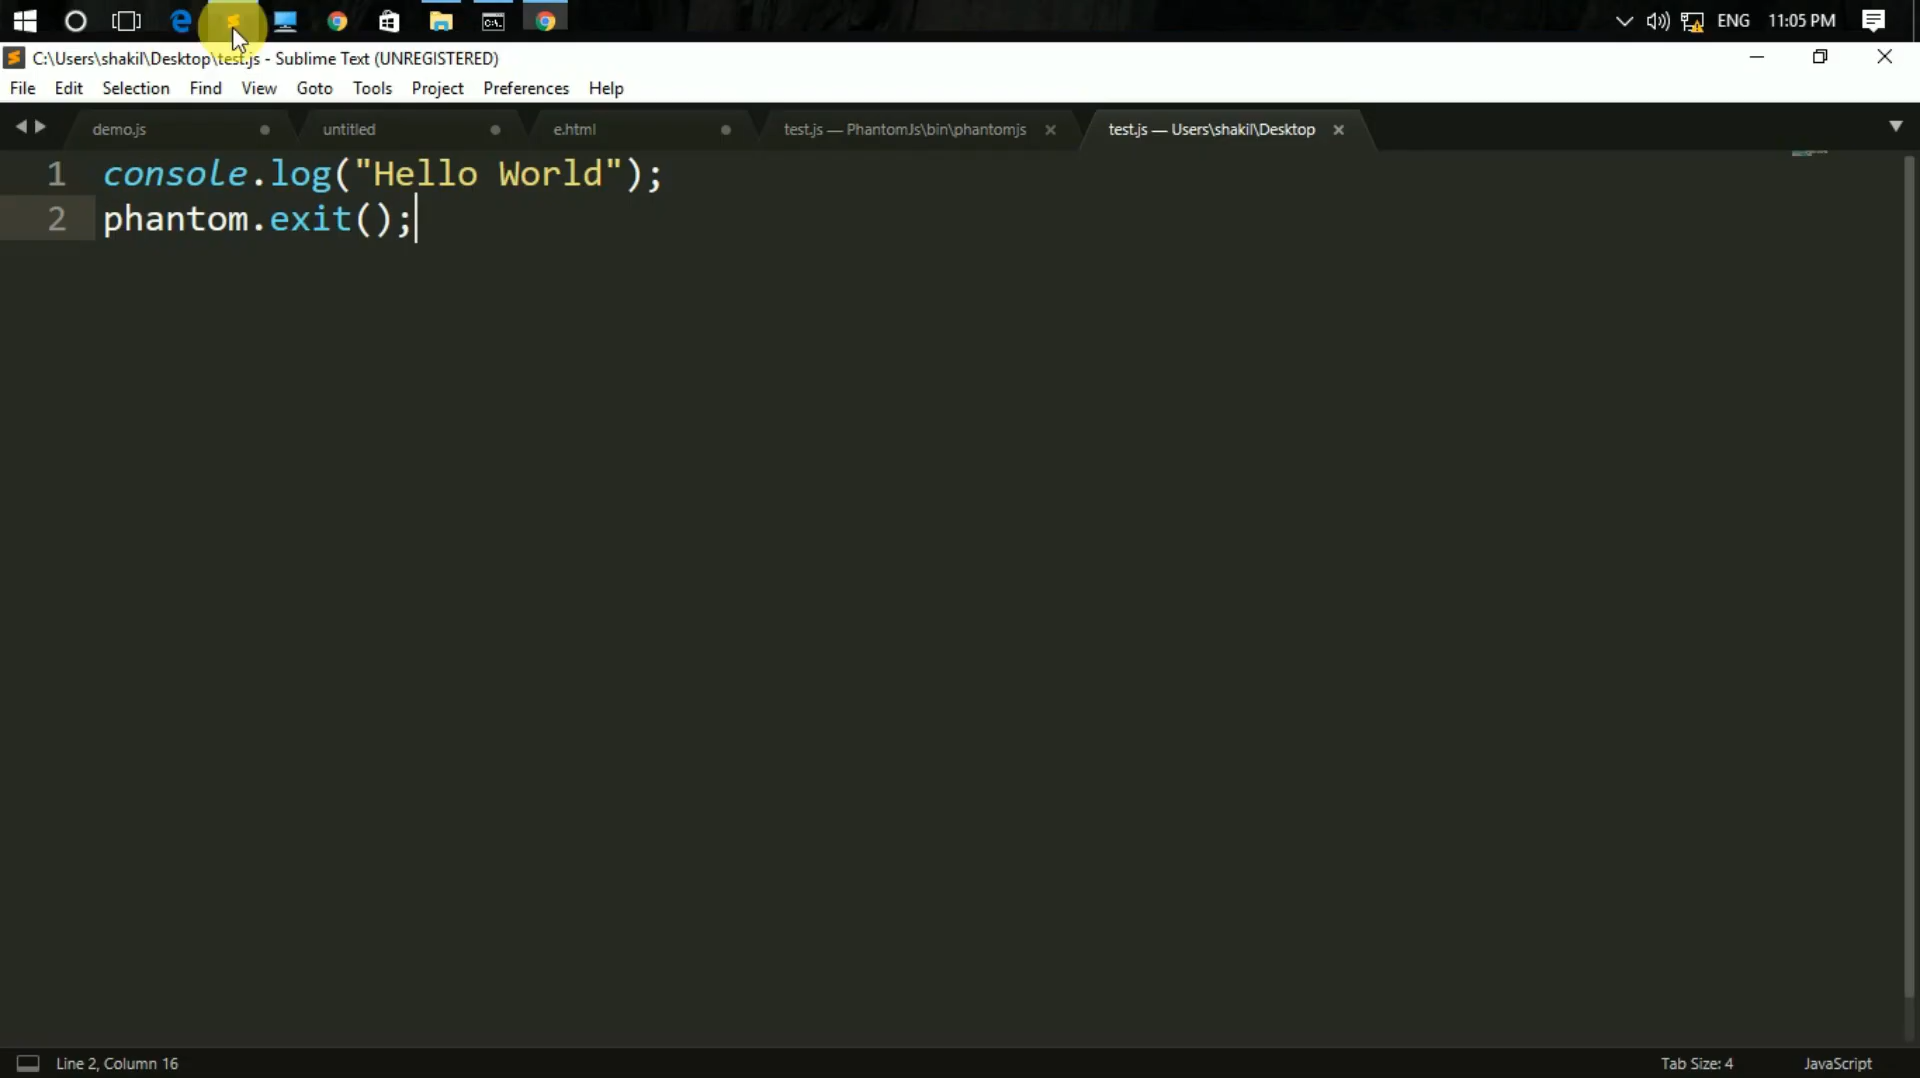 ENG 11:05 PM
C:\Users\shakil\Desktop\test.js - Sublime Text (UNREGISTERED)
File Edit Selection Find View Goto Tools Project Preferences Help
demo.js untitled e.html test.js — PhantomJs\bin\phantomjs test.js — Users\shakil\Desktop
1 console.log("Hello World");
2 phantom.exit();
Line 2, Column 16 Tab Size: 4 JavaScript